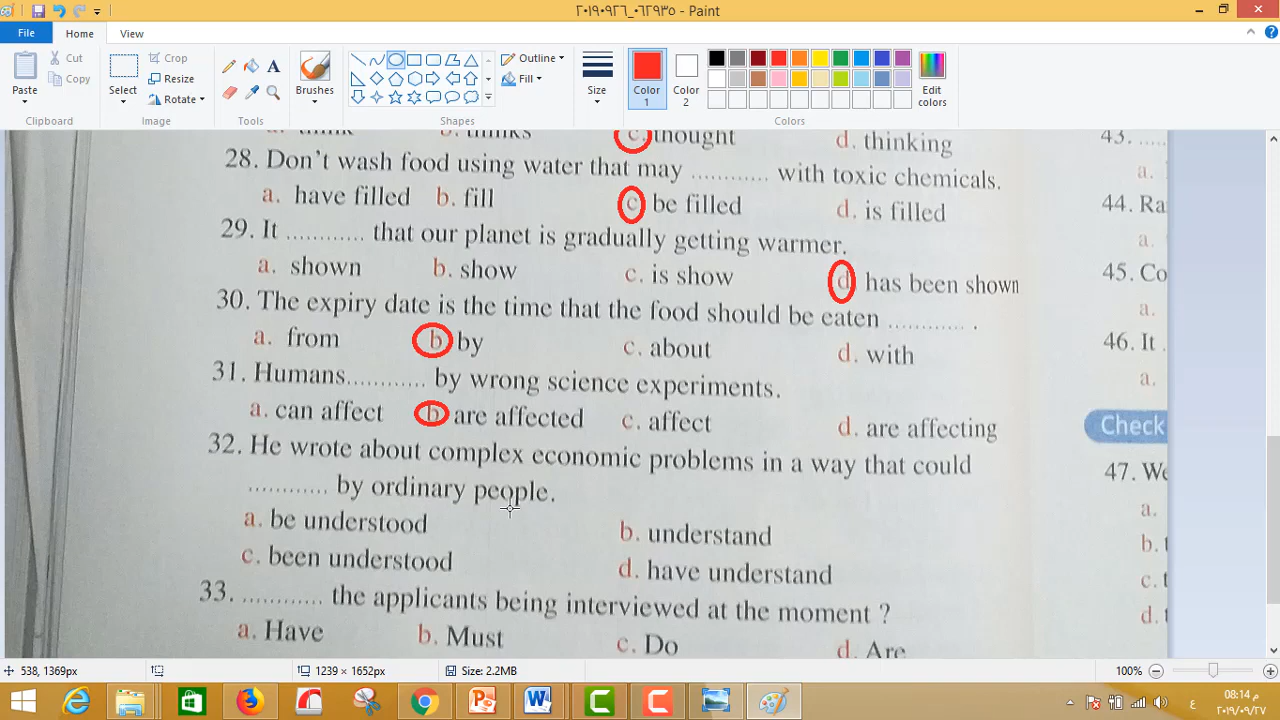 ٢٠١٩٠٩٢٦_٠٦٢٩٣٥ - Paint
File Home View
Paste Cut Copy Clipboard
Select Crop Resize Rotate Image
Tools
Brushes
Outline Fill Shapes
Size
Color 1
Color 2
Edit colors
Colors
a. think b. thinks c. thought d. thinking
28. Don't wash food using water that may ............ with toxic chemicals.
a. have filled b. fill c. be filled d. is filled
29. It ............ that our planet is gradually getting warmer.
a. shown b. show c. is show d. has been shown
30. The expiry date is the time that the food should be eaten ............ .
a. from b. by c. about d. with
31. Humans............ by wrong science experiments.
a. can affect b. are affected c. affect d. are affecting
32. He wrote about complex economic problems in a way that could
............ by ordinary people.
a. be understood b. understand
c. been understood d. have understand
33. ............ the applicants being interviewed at the moment ?
a. Have b. Must c. Do d. Are
43. .....
a.
44. Ra
a.
45. Co
a.
46. It .
a.
Check
47. We
a.
b. t
c. t
d. t
538, 1369px
1239 × 1652px
Size: 2.2MB
100%
ع
08:14 م
٢٠١٩/٠٩/٢٧